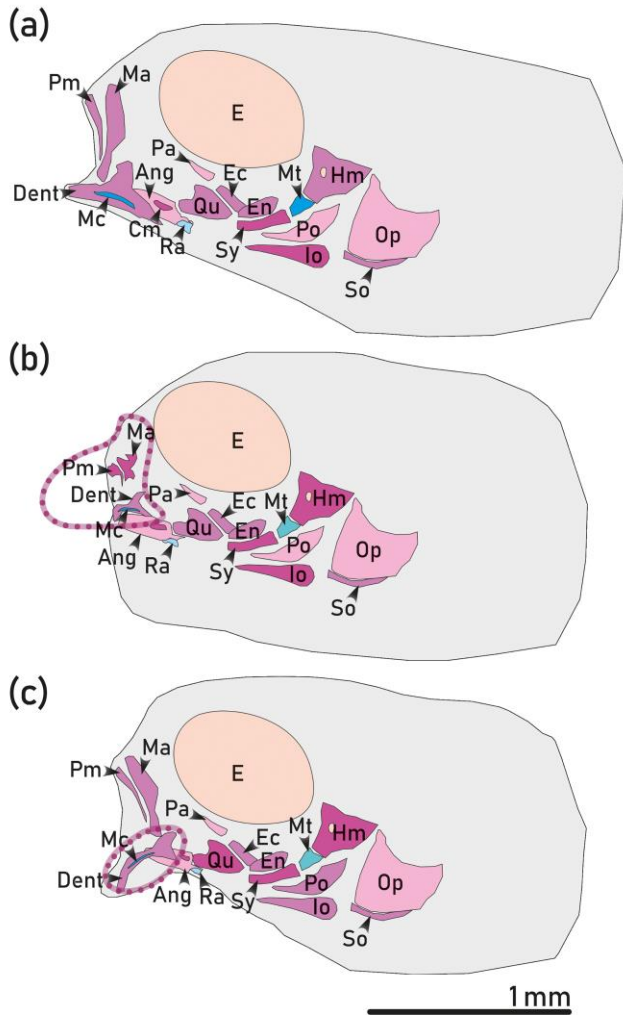 (a)
Pm
Ma
E
Pa
Ec
Mt
Hm
Ang
Dent
Qu
En
Mc
Cm
Ra
Sy
Po
Io
Op
So
(b)
Ma
E
Pm
Dent
Pa
Ec
Mt
Hm
Mc
Qu
En
Ang
Ra
Sy
Po
Io
Op
So
(c)
Pm
Ma
E
Pa
Mc
Ec
Mt
Hm
Qu
En
Dent
Ang
Ra
Sy
Po
Io
Op
So
1mm